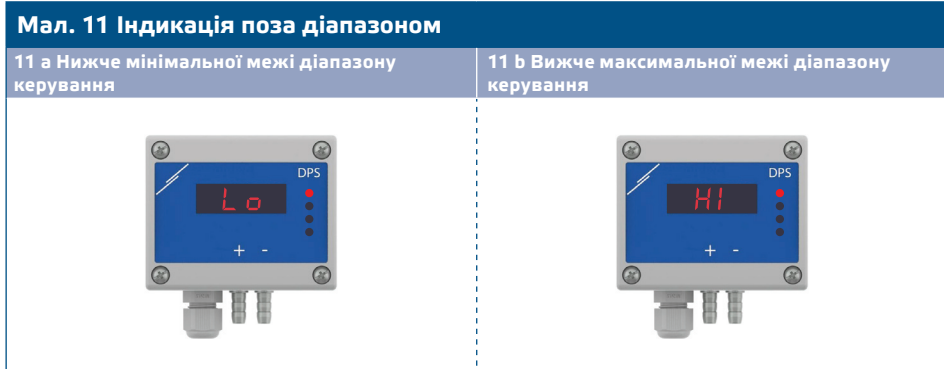 Мал. 11 Індикація поза діапазоном
11 a Нижче мінімальної межі діапазону
керування
11 b Вижче максимальної межі діапазону
керування
DPS
Lo
+ -
DPS
HI
+ -